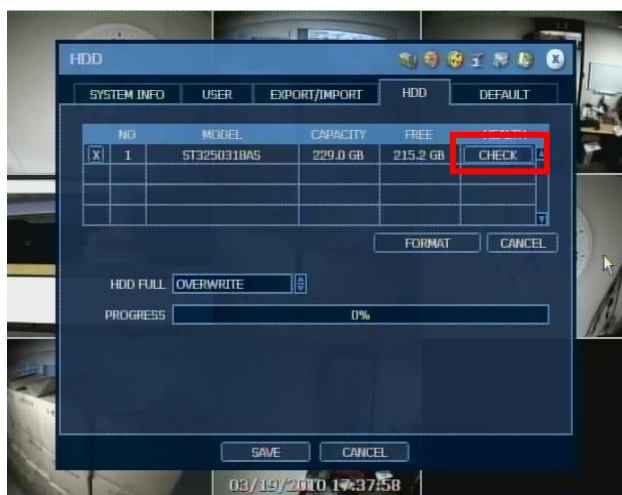 HDD X
SYSTEM INFO USER EXPORT/IMPORT HDD DEFAULT
NO MODEL CAPACITY FREE HEALTH
X 1 ST3250318AS 229.0 GB 215.2 GB CHECK
FORMAT CANCEL
HDD FULL OVERWRITE
PROGRESS 0%
SAVE CANCEL
03/19/2010 17:37:58